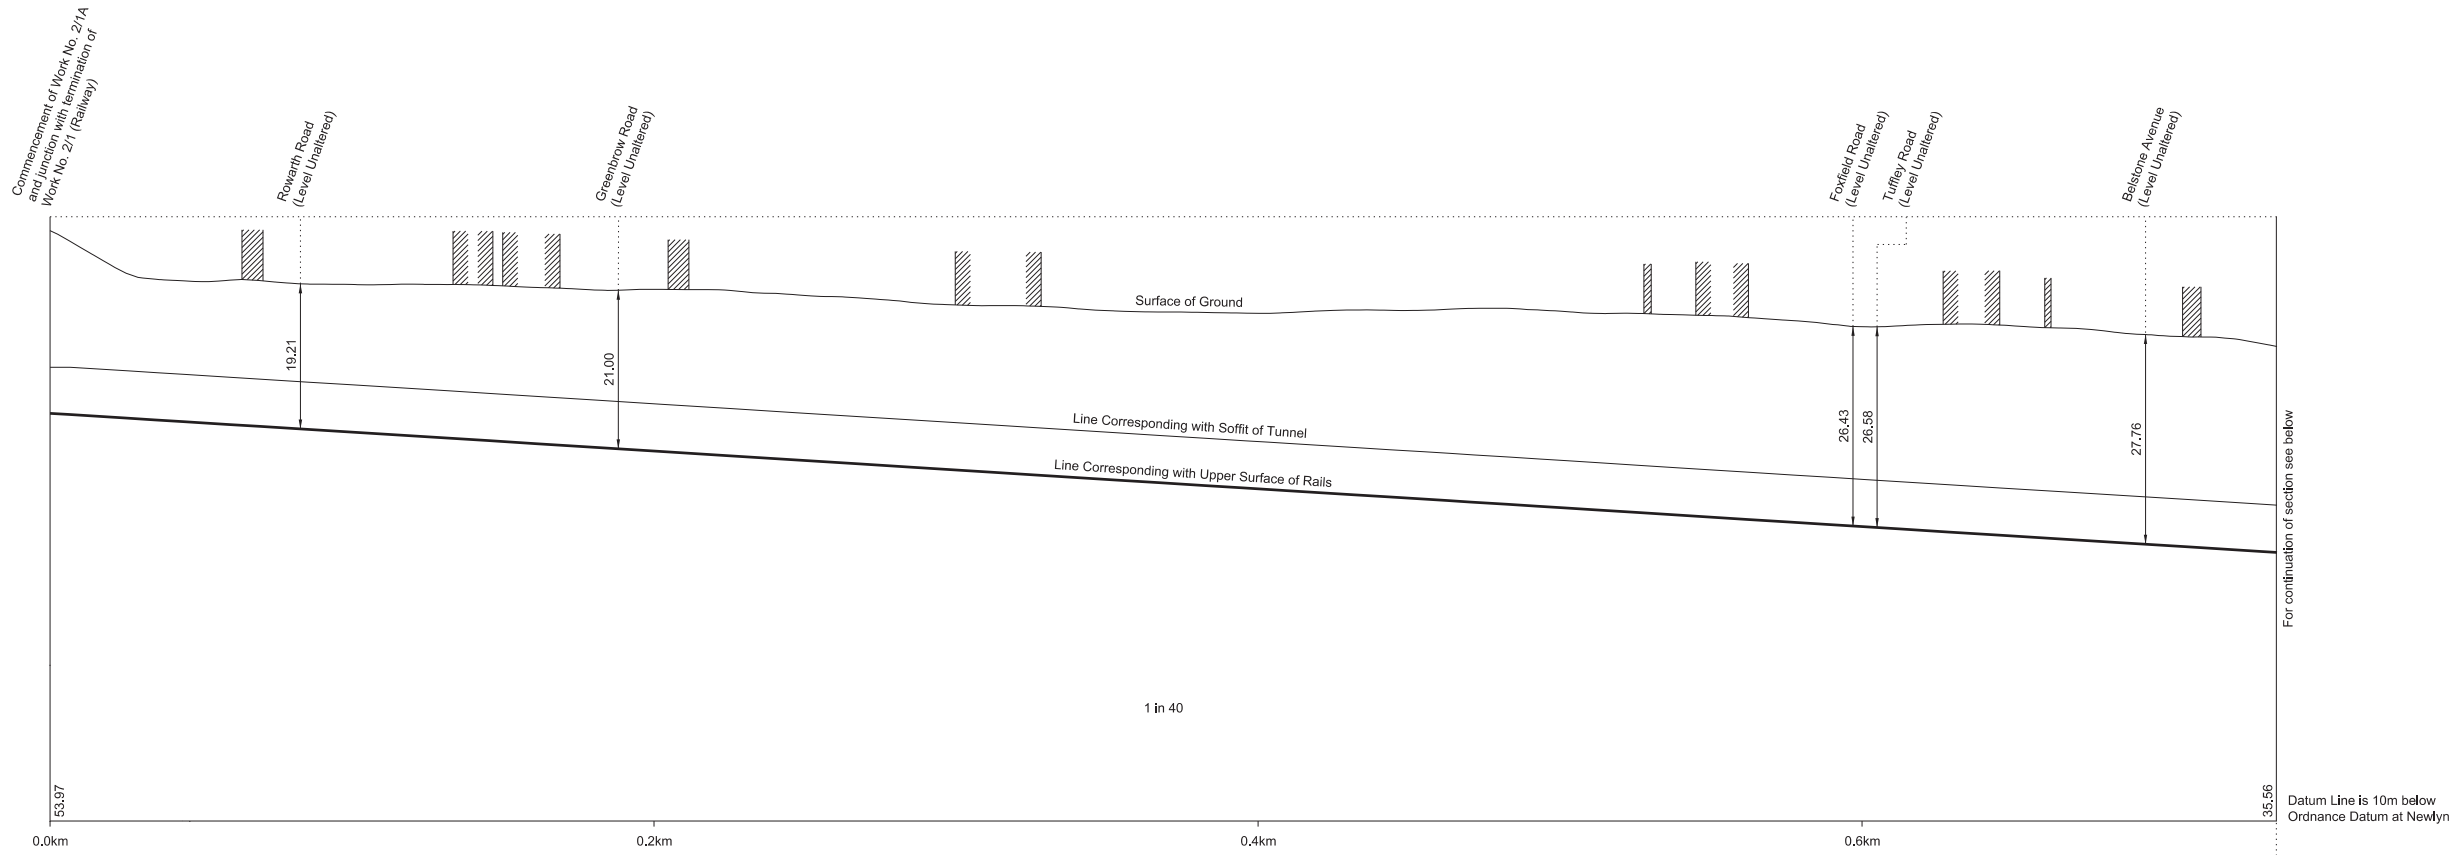 Commencement of Work No. 2/1A
and junction with termination of
Work No. 2/1 (Railway)
Rowarth Road
(Level Unaltered)
Greenbrow Road
(Level Unaltered)
Foxfield Road
(Level Unaltered)
Tuffley Road
(Level Unaltered)
Belstone Avenue
(Level Unaltered)
Surface of Ground
19.21
21.00
26.43
26.58
27.76
Line Corresponding with Soffit of Tunnel
Line Corresponding with Upper Surface of Rails
For continuation of section see below
1 in 40
53.97
35.56
Datum Line is 10m below
Ordnance Datum at Newlyn
0.0km
0.2km
0.4km
0.6km